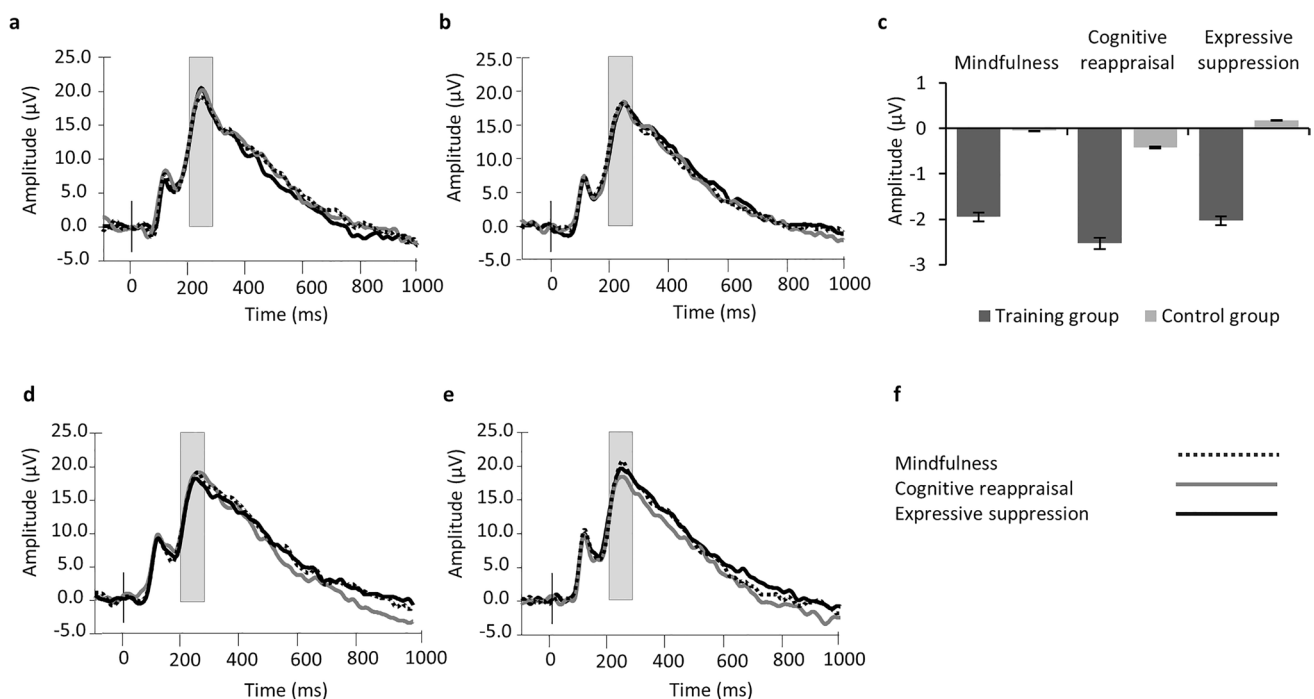 a
25.0
20.0
15.0
10.0
5.0
0.0
-5.0
Amplitude (µV)
0 200 400 600 800 1000
Time (ms)
b
25.0
20.0
15.0
10.0
5.0
0.0
-5.0
Amplitude (µV)
0 200 400 600 800 1000
Time (ms)
c
Mindfulness
Cognitive
reappraisal
Expressive
suppression
1
0
-1
-2
-3
Amplitude (µV)
Training group
Control group
d
25.0
20.0
15.0
10.0
5.0
0.0
-5.0
Amplitude (µV)
0 200 400 600 800 1000
Time (ms)
e
25.0
20.0
15.0
10.0
5.0
0.0
-5.0
Amplitude (µV)
0 200 400 600 800 1000
Time (ms)
f
Mindfulness
Cognitive reappraisal
Expressive suppression